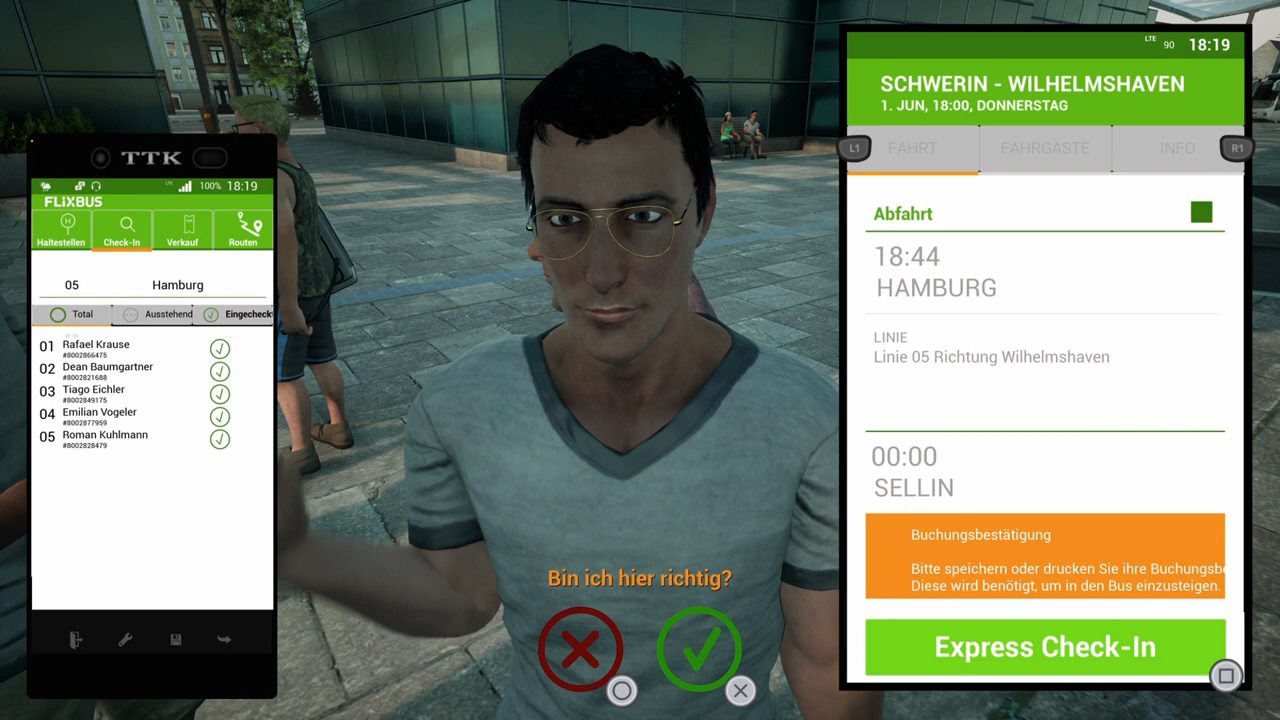 TTK
100% 18:19
FLiXBUS
Haltestellen Check-In Verkauf Routen
05 Hamburg
Total Ausstehend Eingecheckt
01 Rafael Krause
#8002866475
02 Dean Baumgartner
#8002821688
03 Tiago Eichler
#8002849175
04 Emilian Vogeler
#8002877959
05 Roman Kuhlmann
#8002828479
Bin ich hier richtig?
LTE 90 18:19
SCHWERIN - WILHELMSHAVEN
1. JUN, 18:00, DONNERSTAG
L1 FAHRT FAHRGÄSTE INFO R1
Abfahrt
18:44
HAMBURG
LINIE
Linie 05 Richtung Wilhelmshaven
00:00
SELLIN
Buchungsbestätigung
Bitte speichern oder drucken Sie ihre Buchungsbe
Diese wird benötigt, um in den Bus einzusteigen.
Express Check-In